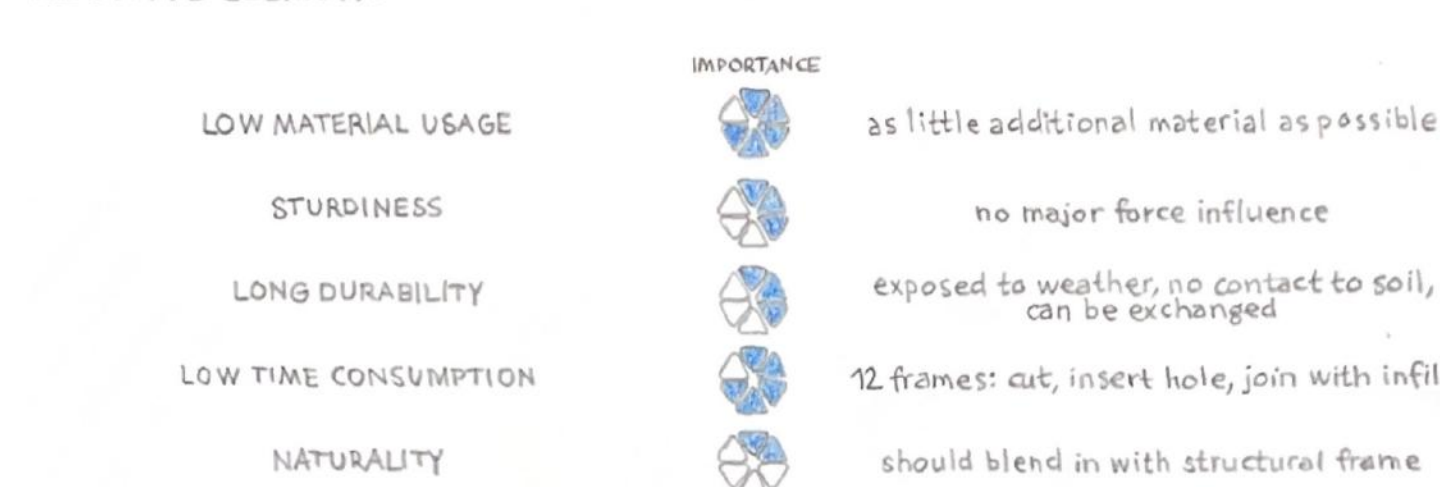 IMPORTANCE
LOW MATERIAL USAGE
as little additional material as possible
STURDINESS
no major force influence
LONG DURABILITY
exposed to weather, no contact to soil,
can be exchanged
LOW TIME CONSUMPTION
12 frames: cut, insert hole, join with infil
NATURALITY
should blend in with structural frame